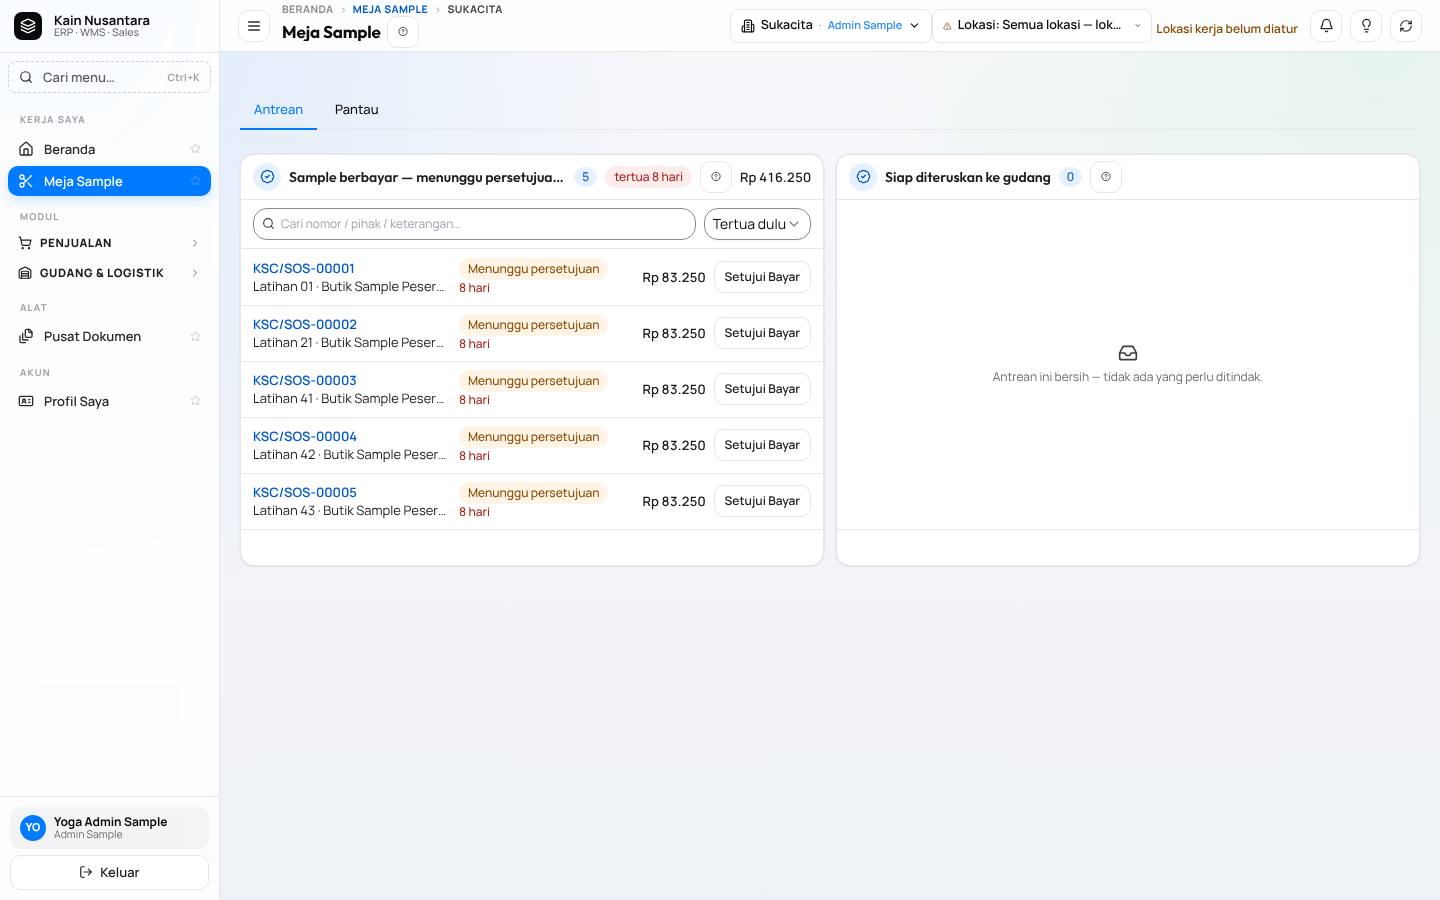 Kain Nusantara
ERP · WMS · Sales
Cari menu...
Ctrl+K
KERJA SAYA
Beranda
Meja Sample
MODUL
PENJUALAN
GUDANG & LOGISTIK
ALAT
Pusat Dokumen
AKUN
Profil Saya
YO
Yoga Admin Sample
Admin Sample
Keluar
BERANDA > MEJA SAMPLE > SUKACITA
Meja Sample
Sukacita · Admin Sample
Lokasi: Semua lokasi — lok...
Lokasi kerja belum diatur
Antrean
Pantau
Sample berbayar — menunggu persetujua... 5 tertua 8 hari Rp 416.250
Cari nomor / pihak / keterangan...
Tertua dulu
KSC/SOS-00001 Menunggu persetujuan
Latihan 01 · Butik Sample Peser... 8 hari
Rp 83.250 Setujui Bayar
KSC/SOS-00002 Menunggu persetujuan
Latihan 21 · Butik Sample Peser... 8 hari
Rp 83.250 Setujui Bayar
KSC/SOS-00003 Menunggu persetujuan
Latihan 41 · Butik Sample Peser... 8 hari
Rp 83.250 Setujui Bayar
KSC/SOS-00004 Menunggu persetujuan
Latihan 42 · Butik Sample Peser... 8 hari
Rp 83.250 Setujui Bayar
KSC/SOS-00005 Menunggu persetujuan
Latihan 43 · Butik Sample Peser... 8 hari
Rp 83.250 Setujui Bayar
Siap diteruskan ke gudang 0
Antrean ini bersih — tidak ada yang perlu ditindak.